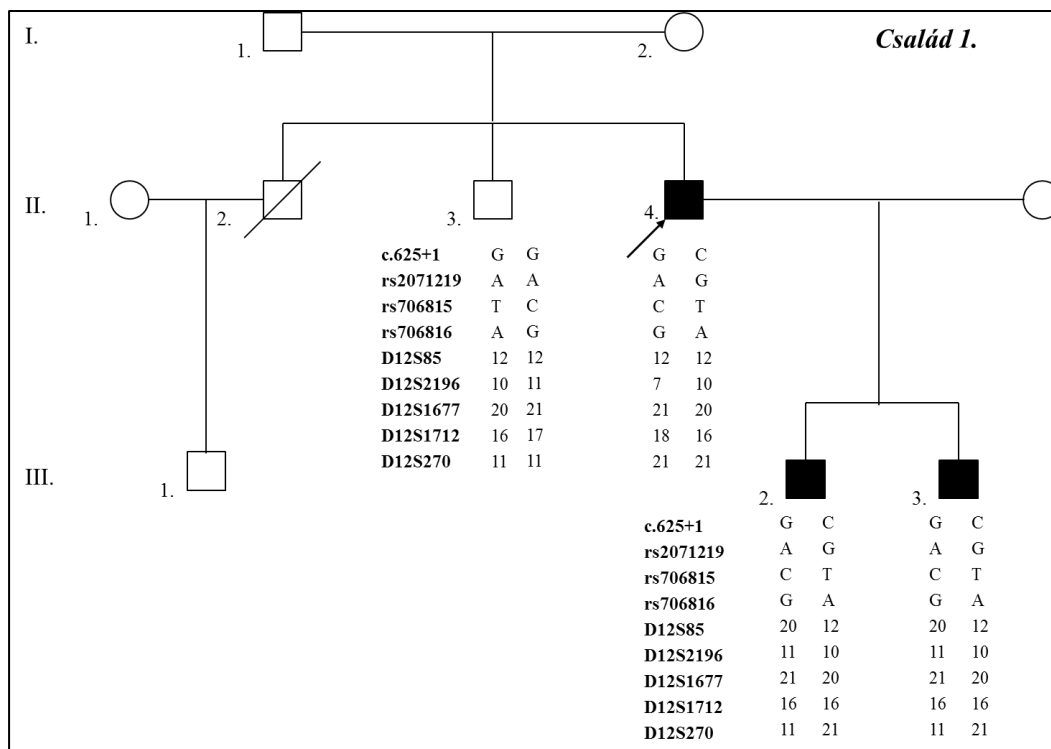 I. 1. 2. Család 1.
II. 1. 2. 3. 4.
c.625+1 G G G C
rs2071219 A A A G
rs706815 T C C T
rs706816 A G G A
D12S85 12 12 12 12
D12S2196 10 11 7 10
D12S1677 20 21 21 20
D12S1712 16 17 18 16
D12S270 11 11 21 21
III. 1. 2. 3.
c.625+1 G C G C
rs2071219 A G A G
rs706815 C T C T
rs706816 G A G A
D12S85 20 12 20 12
D12S2196 11 10 11 10
D12S1677 21 20 21 20
D12S1712 16 16 16 16
D12S270 11 21 11 21